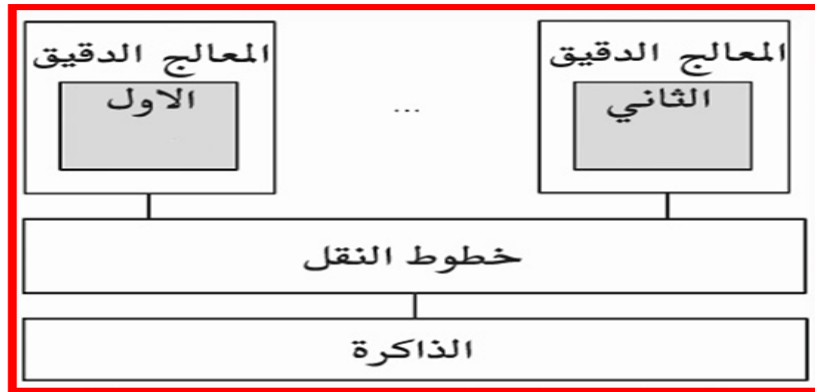 المعالج الدقيق
الثاني
...
المعالج الدقيق
الاول
خطوط النقل
الذاكرة